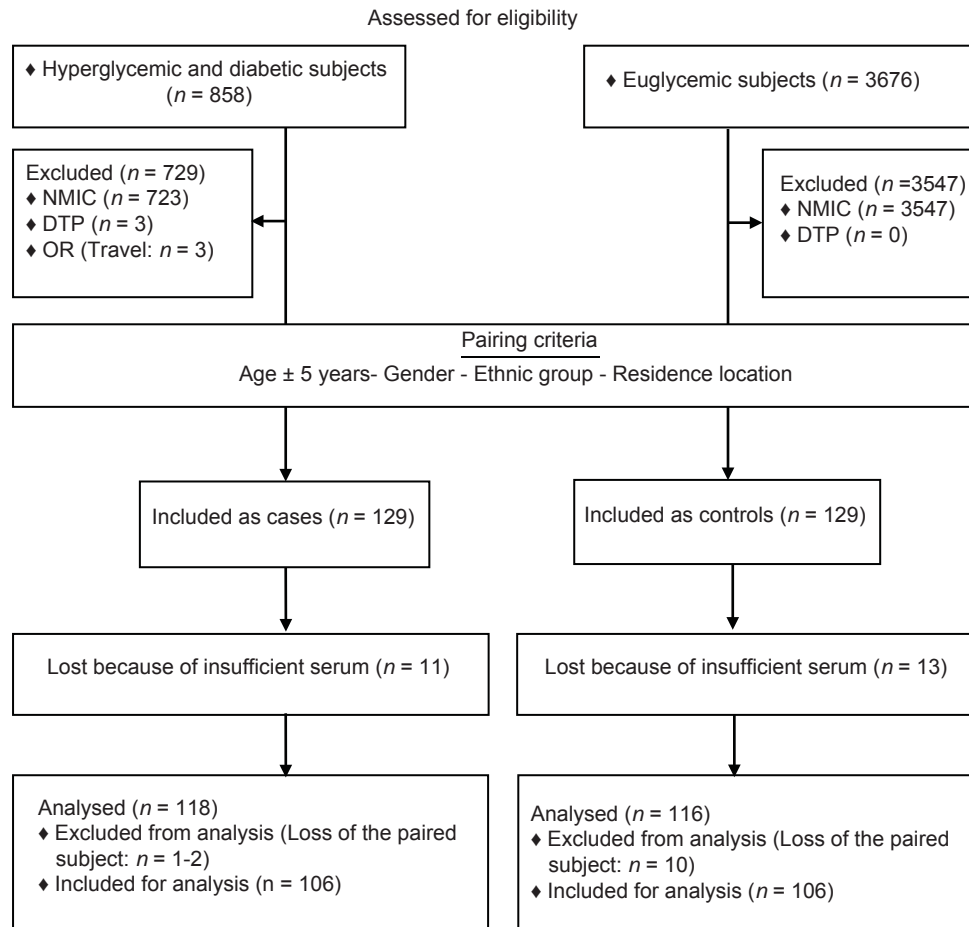 Assessed for eligibility
♦ Hyperglycemic and diabetic subjects
(n = 858)
♦ Euglycemic subjects (n = 3676)
Excluded (n = 729)
♦ NMIC (n = 723)
♦ DTP (n = 3)
♦ OR (Travel: n = 3)
Excluded (n =3547)
♦ NMIC (n = 3547)
♦ DTP (n = 0)
Pairing criteria
Age ± 5 years- Gender - Ethnic group - Residence location
Included as cases (n = 129)
Included as controls (n = 129)
Lost because of insufficient serum (n = 11)
Lost because of insufficient serum (n = 13)
Analysed (n = 118)
♦ Excluded from analysis (Loss of the paired
subject: n = 1-2)
♦ Included for analysis (n = 106)
Analysed (n = 116)
♦ Excluded from analysis (Loss of the paired
subject: n = 10)
♦ Included for analysis (n = 106)